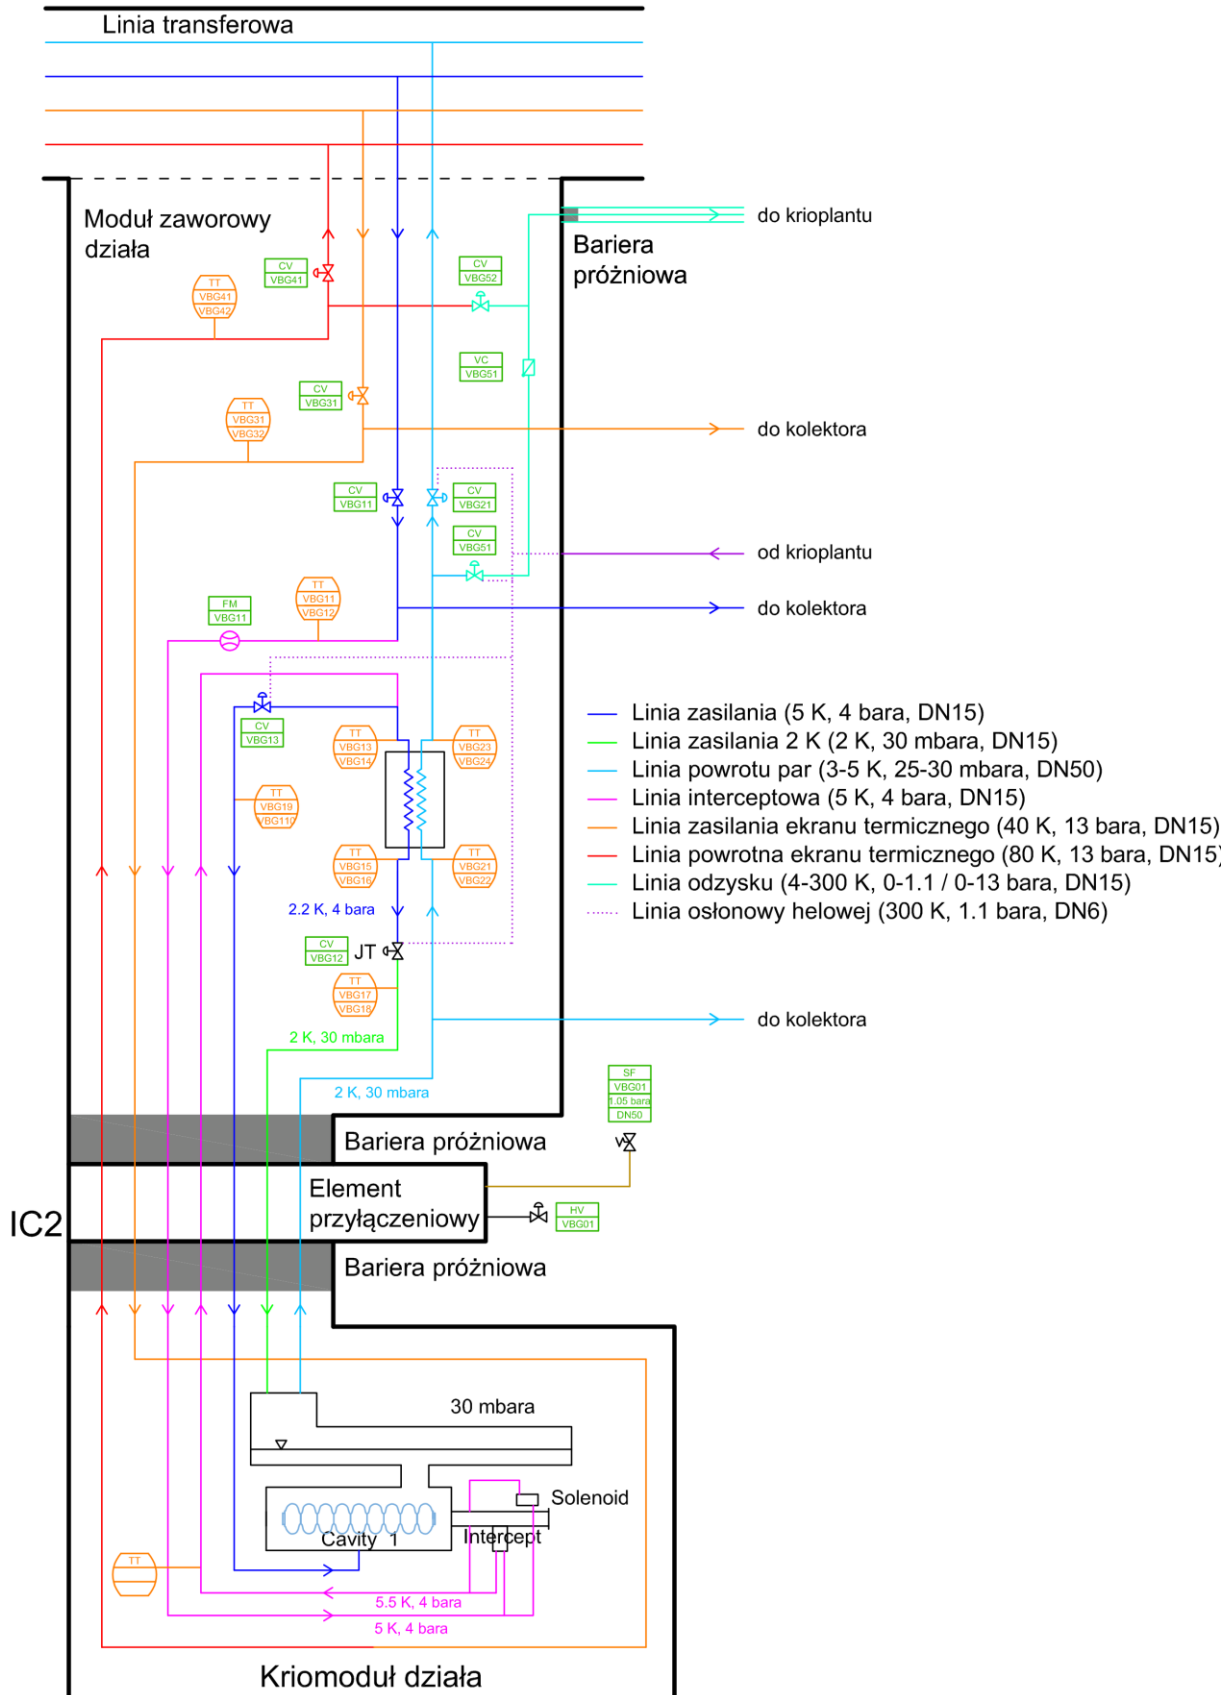 Linia transferowa
Moduł zaworowy
działa
do krioplantu
Bariera
próżniowa
CV
VBG41
CV
VBG52
TT
VBG41
VBG42
VC
VBG51
CV
VBG31
TT
VBG31
VBG32
do kolektora
CV
VBG11
CV
VBG21
CV
VBG51
od krioplantu
TT
VBG11
VBG12
FM
VBG11
do kolektora
CV
VBG13
TT
VBG13
VBG14
TT
VBG23
VBG24
TT
VBG19
VBG110
TT
VBG15
VBG16
TT
VBG21
VBG22
2.2 K, 4 bara
CV
VBG12
JT
TT
VBG17
VBG18
2 K, 30 mbara
2 K, 30 mbara
do kolektora
Linia zasilania (5 K, 4 bara, DN15)
Linia zasilania 2 K (2 K, 30 mbara, DN15)
Linia powrotu par (3-5 K, 25-30 mbara, DN50)
Linia interceptowa (5 K, 4 bara, DN15)
Linia zasilania ekranu termicznego (40 K, 13 bara, DN15)
Linia powrotna ekranu termicznego (80 K, 13 bara, DN15)
Linia odzysku (4-300 K, 0-1.1 / 0-13 bara, DN15)
Linia osłonowy helowej (300 K, 1.1 bara, DN6)
SF
VBG01
1.05 bara
DN50
Bariera próżniowa
Element
przyłączeniowy
HV
VBG01
IC2
Bariera próżniowa
30 mbara
Solenoid
Cavity 1
Intercept
TT
5.5 K, 4 bara
5 K, 4 bara
Kriomoduł działa